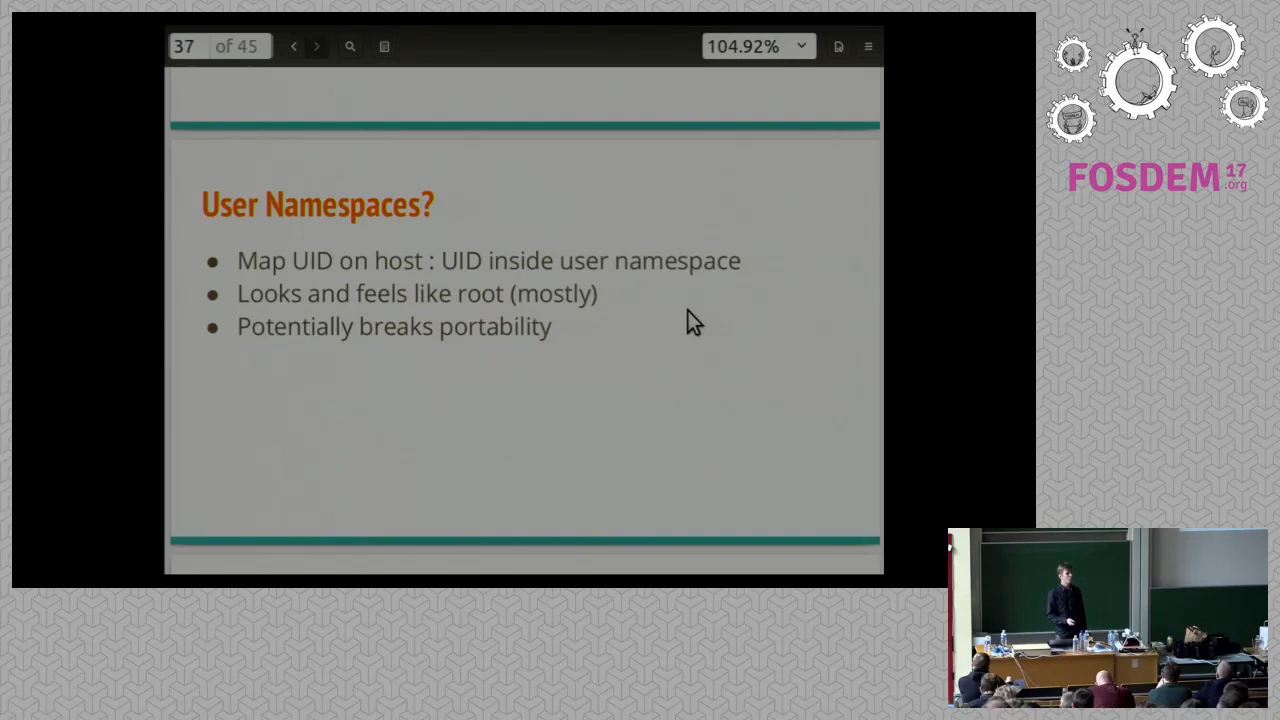 37 of 45
104.92%
User Namespaces?
● Map UID on host : UID inside user namespace
● Looks and feels like root (mostly)
● Potentially breaks portability
FOSDEM 17
.org